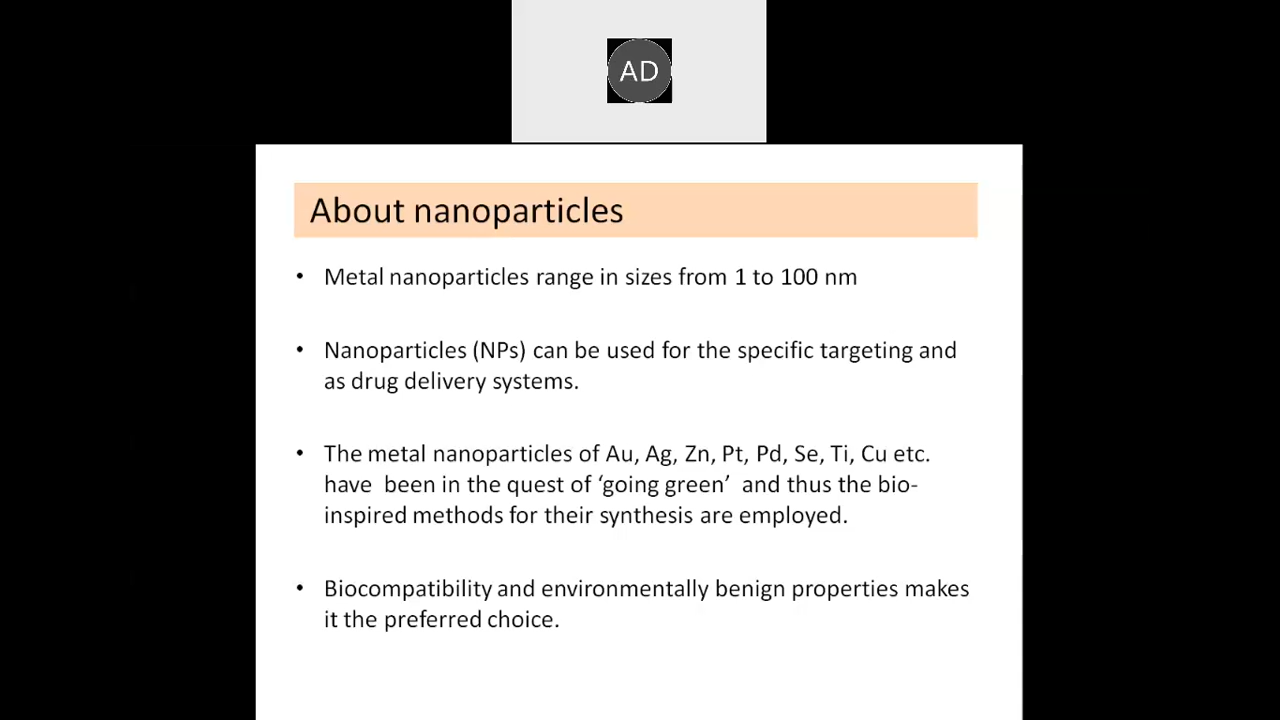 AD
About nanoparticles
• Metal nanoparticles range in sizes from 1 to 100 nm
• Nanoparticles (NPs) can be used for the specific targeting and
as drug delivery systems.
• The metal nanoparticles of Au, Ag, Zn, Pt, Pd, Se, Ti, Cu etc.
have  been in the quest of ‘going green’  and thus the bio-
inspired methods for their synthesis are employed.
• Biocompatibility and environmentally benign properties makes
it the preferred choice.